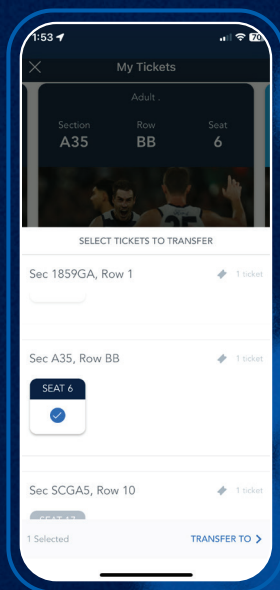 1:53
70
My Tickets
Adult .
Section Row Seat
A35 BB 6
SELECT TICKETS TO TRANSFER
Sec 1859GA, Row 1 1 ticket
Sec A35, Row BB 1 ticket
SEAT 6
Sec SCGA5, Row 10 1 ticket
SEAT 17
1 Selected TRANSFER TO